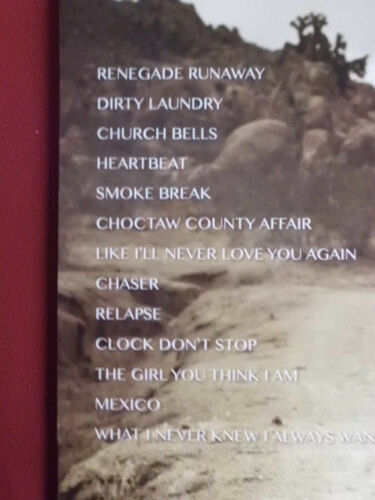 RENEGADE RUNAWAY
DIRTY LAUNDRY
CHURCH BELLS
HEARTBEAT
SMOKE BREAK
CHOCTAW COUNTY AFFAIR
LIKE I'LL NEVER LOVE YOU AGAIN
CHASER
RELAPSE
CLOCK DON'T STOP
THE GIRL YOU THINK I AM
MEXICO
WHAT I NEVER KNEW I ALWAYS WAN